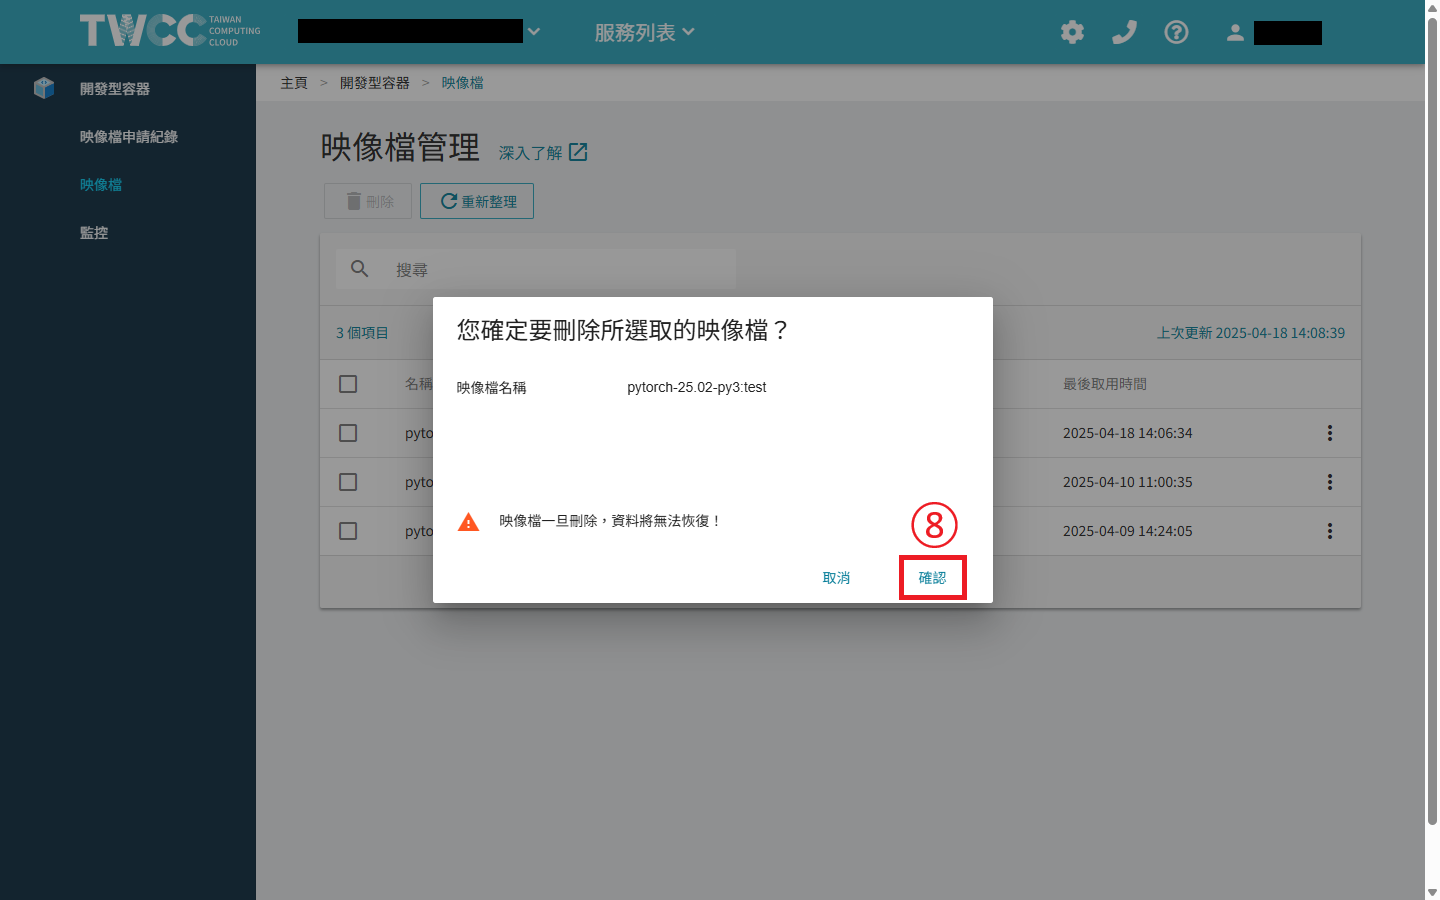 TWCC TAIWAN
COMPUTING
CLOUD
服務列表
開發型容器
映像檔申請紀錄
映像檔
監控
主頁 > 開發型容器 > 映像檔
映像檔管理 深入了解
刪除 重新整理
搜尋
3 個項目 上次更新 2025-04-18 14:08:39
名稱 最後取用時間
pyto 2025-04-18 14:06:34
pyto 2025-04-10 11:00:35
pyto 2025-04-09 14:24:05
您確定要刪除所選取的映像檔？
映像檔名稱 pytorch-25.02-py3:test
映像檔一旦刪除，資料將無法恢復！
⑧
取消 確認